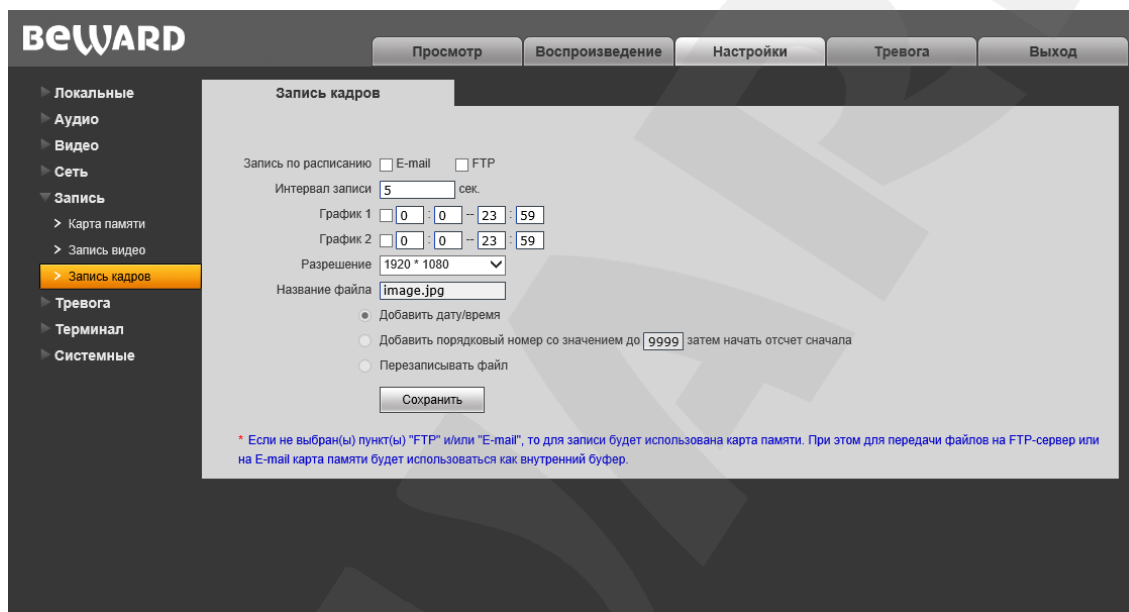 BEWARD
Просмотр Воспроизведение Настройки Тревога Выход
Локальные
Аудио
Видео
Сеть
Запись
> Карта памяти
> Запись видео
> Запись кадров
Тревога
Терминал
Системные
Запись кадров
Запись по расписанию E-mail FTP
Интервал записи 5 сек.
График 1 0 : 0 -- 23 : 59
График 2 0 : 0 -- 23 : 59
Разрешение 1920 * 1080
Название файла image.jpg
Добавить дату/время
Добавить порядковый номер со значением до 9999 затем начать отсчет сначала
Перезаписывать файл
Сохранить
* Если не выбран(ы) пункт(ы) "FTP" и/или "E-mail", то для записи будет использована карта памяти. При этом для передачи файлов на FTP-сервер или
на E-mail карта памяти будет использоваться как внутренний буфер.